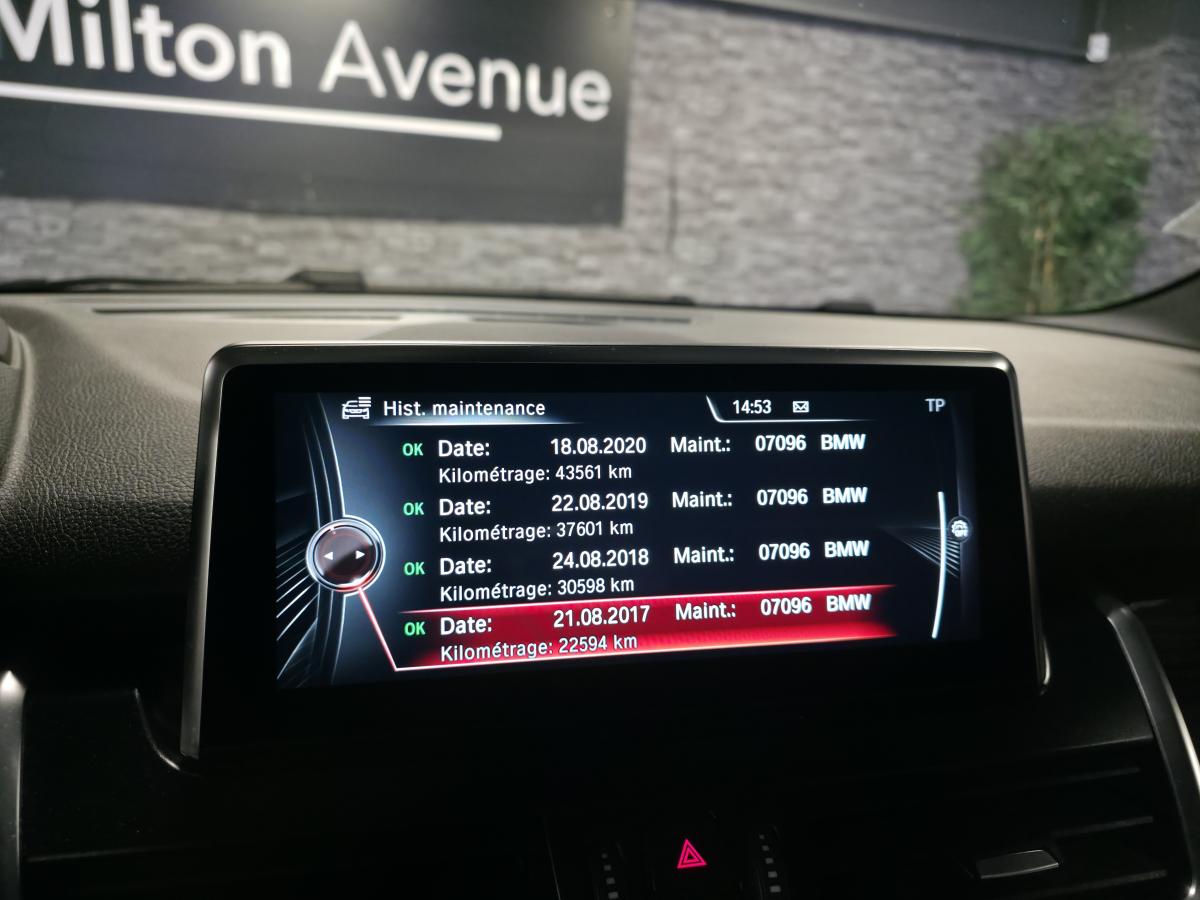 Milton Avenue
Hist. maintenance 14:53 TP
OK Date: 18.08.2020 Maint.: 07096 BMW
Kilométrage: 43561 km
OK Date: 22.08.2019 Maint.: 07096 BMW
Kilométrage: 37601 km
OK Date: 24.08.2018 Maint.: 07096 BMW
Kilométrage: 30598 km
OK Date: 21.08.2017 Maint.: 07096 BMW
Kilométrage: 22594 km